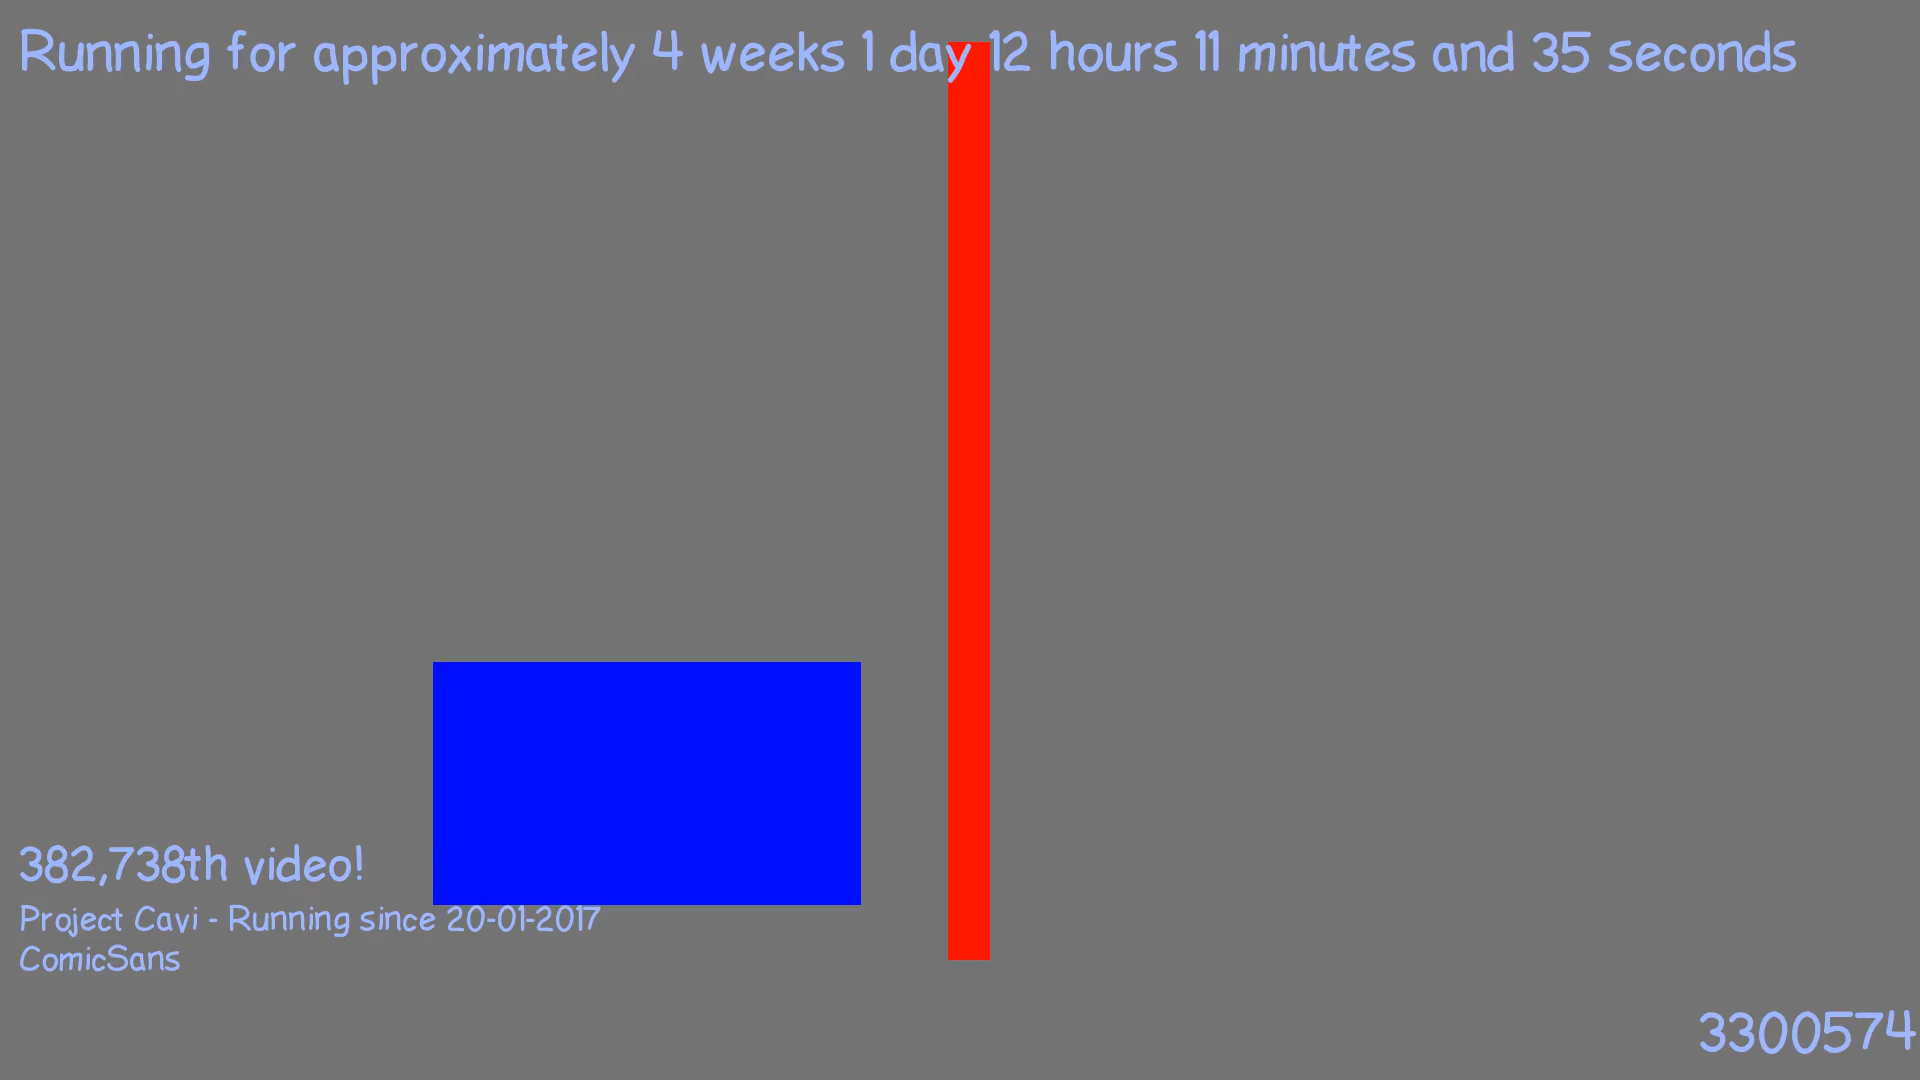 Running for approximately 4 weeks 1 day 12 hours 11 minutes and 35 seconds
382,738th video!
Project Cavi - Running since 20-01-2017
ComicSans
3300574